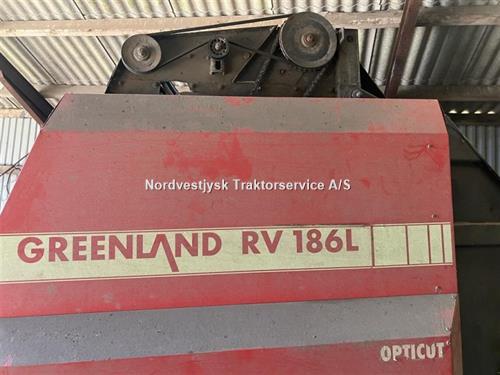 Nordvestjysk Traktorservice A/S
GREENLAND RV 186L
OPTICUT